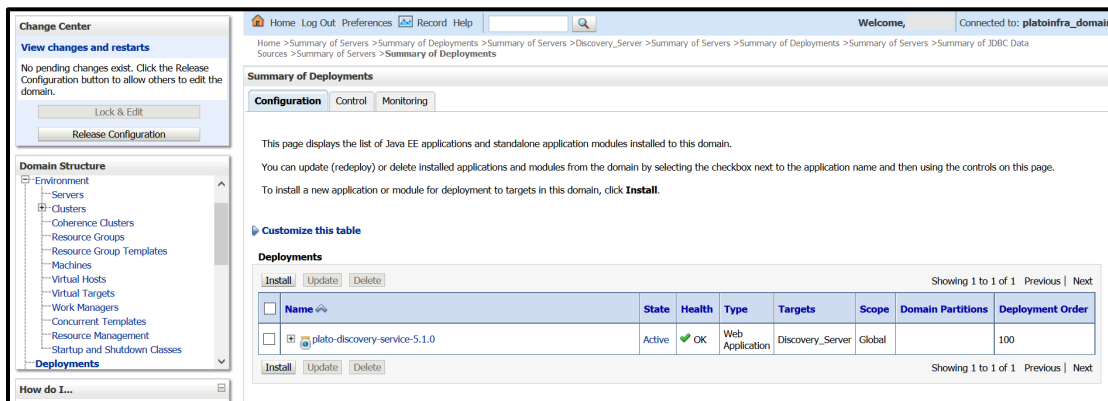 Change Center
View changes and restarts
No pending changes exist. Click the Release
Configuration button to allow others to edit the
domain.
Lock & Edit
Release Configuration
Domain Structure
Environment
Servers
Clusters
Coherence Clusters
Resource Groups
Resource Group Templates
Machines
Virtual Hosts
Virtual Targets
Work Managers
Concurrent Templates
Resource Management
Startup and Shutdown Classes
Deployments
How do I...
Home Log Out Preferences Record Help
Welcome,
Connected to: platoinfra_domain
Home >Summary of Servers >Summary of Deployments >Summary of Servers >Discovery_Server >Summary of Servers >Summary of Deployments >Summary of Servers >Summary of JDBC Data
Sources >Summary of Servers >Summary of Deployments
Summary of Deployments
Configuration Control Monitoring
This page displays the list of Java EE applications and standalone application modules installed to this domain.
You can update (redeploy) or delete installed applications and modules from the domain by selecting the checkbox next to the application name and then using the controls on this page.
To install a new application or module for deployment to targets in this domain, click Install.
Customize this table
Deployments
Install Update Delete
Showing 1 to 1 of 1 Previous | Next
Name State Health Type Targets Scope Domain Partitions Deployment Order
plato-discovery-service-5.1.0 Active OK Web Application Discovery_Server Global 100
Install Update Delete
Showing 1 to 1 of 1 Previous | Next